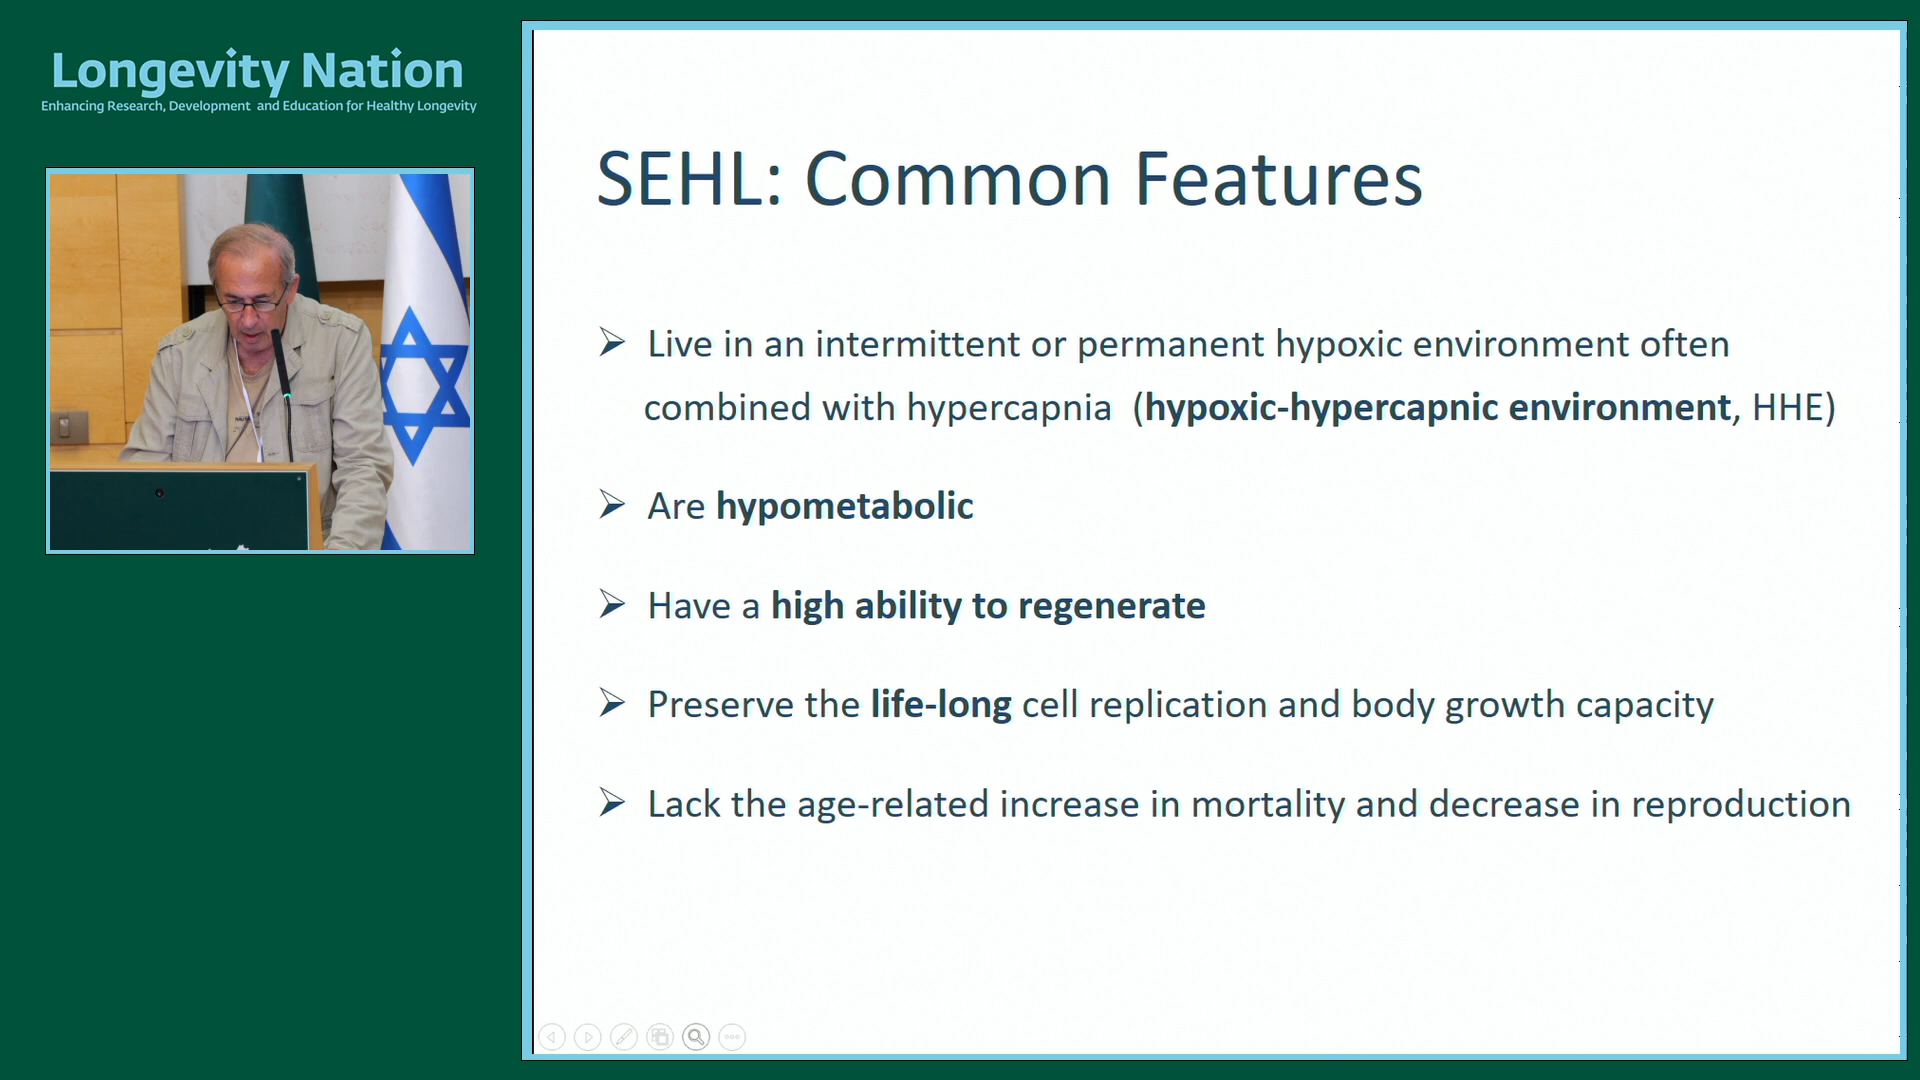 Longevity Nation
Enhancing Research, Development and Education for Healthy Longevity
SEHL: Common Features
➢ Live in an intermittent or permanent hypoxic environment often
combined with hypercapnia (hypoxic-hypercapnic environment, HHE)
➢ Are hypometabolic
➢ Have a high ability to regenerate
➢ Preserve the life-long cell replication and body growth capacity
➢ Lack the age-related increase in mortality and decrease in reproduction